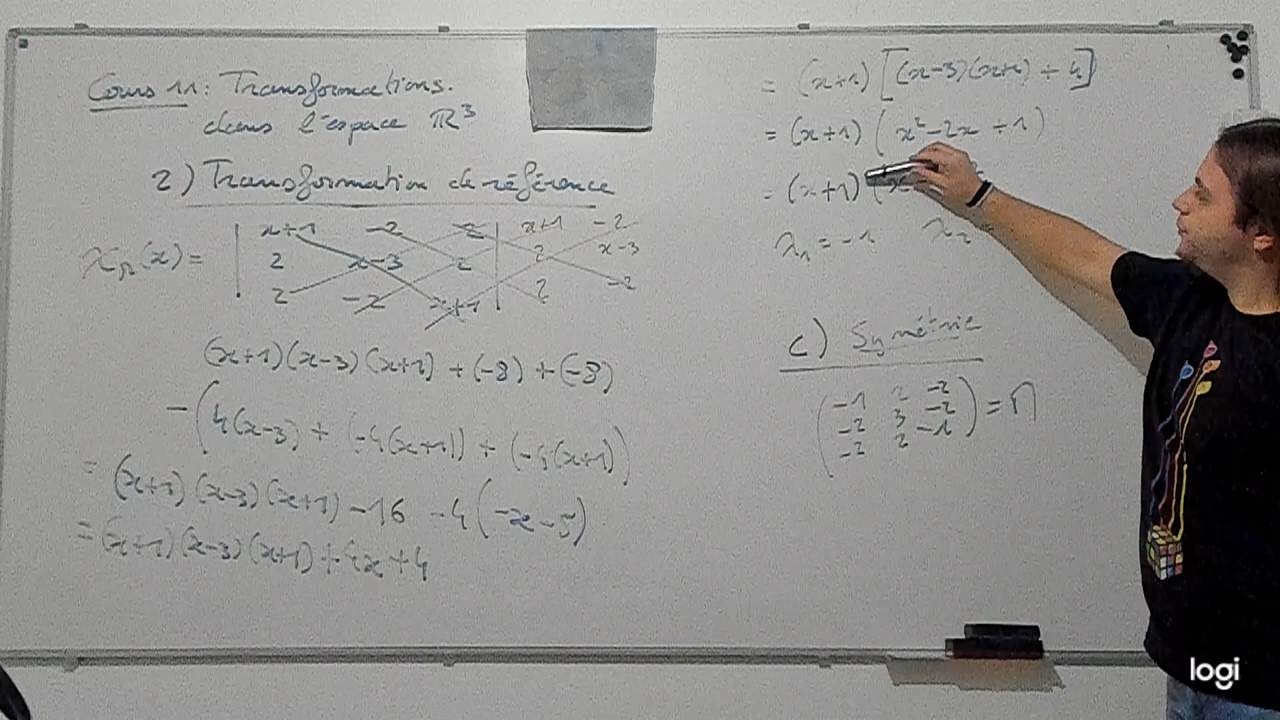 Cours 11: Transformations.
dans l'espace ℝ³
2) Transformation de référence
χ_M(x) =
x+1 -2 2 x+1 -2
2 x-3 2 2 x-3
2 -2 x+1 2 -2
(x+1)(x-3)(x+1) + (-8) + (-8)
- (4(x-3) + (-4(x+1)) + (-4(x+1)))
= (x+1)(x-3)(x+1) -16 -4(-x-5)
= (x+1)(x-3)(x+1) + 4x + 4
= (x+1) [(x-3)(x+1) + 4]
= (x+1) (x² - 2x + 1)
= (x+1) (x
λ₁ = -1 λ₂ =
c) Symétrie
-1 2 -2
-2 3 -2 = M
-2 2 -1
logi